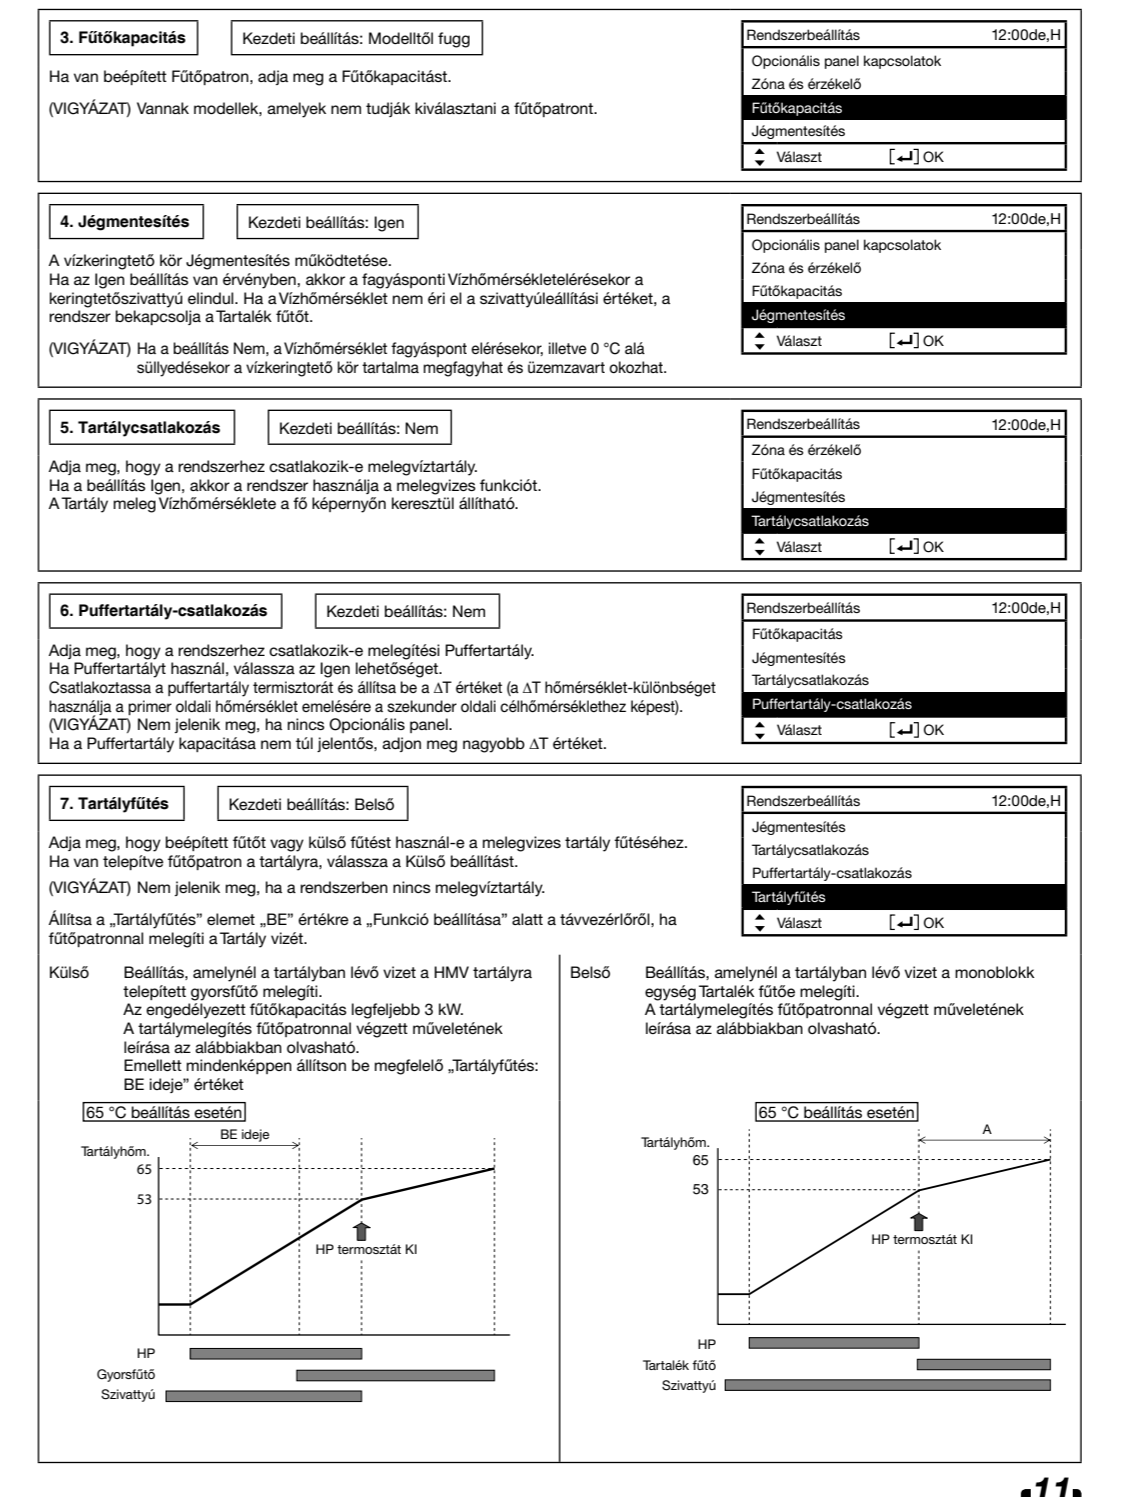 3. Fűtőkapacitás
Kezdeti beállítás: Modelltől fugg
Ha van beépített Fűtőpatron, adja meg a Fűtőkapacitást.
(VIGYÁZAT) Vannak modellek, amelyek nem tudják kiválasztani a fűtőpatront.
Rendszerbeállítás 12:00de,H
Opcionális panel kapcsolatok
Zóna és érzékelő
Fűtőkapacitás
Jégmentesítés
Választ [↵] OK
4. Jégmentesítés
Kezdeti beállítás: Igen
A vízkeringtető kör Jégmentesítés működtetése.
Ha az Igen beállítás van érvényben, akkor a fagyásponti Vízhőmérsékletelérésekor a
keringtetőszivattyú elindul. Ha a Vízhőmérséklet nem éri el a szivattyúleállítási értéket, a
rendszer bekapcsolja a Tartalék fűtőt.
(VIGYÁZAT) Ha a beállítás Nem, a Vízhőmérséklet fagyáspont elérésekor, illetve 0 °C alá
süllyedésekor a vízkeringtető kör tartalma megfagyhat és üzemzavart okozhat.
Rendszerbeállítás 12:00de,H
Opcionális panel kapcsolatok
Zóna és érzékelő
Fűtőkapacitás
Jégmentesítés
Választ [↵] OK
5. Tartálycsatlakozás
Kezdeti beállítás: Nem
Adja meg, hogy a rendszerhez csatlakozik-e melegvíztartály.
Ha a beállítás Igen, akkor a rendszer használja a melegvizes funkciót.
A Tartály meleg Vízhőmérséklete a fő képernyőn keresztül állítható.
Rendszerbeállítás 12:00de,H
Zóna és érzékelő
Fűtőkapacitás
Jégmentesítés
Tartálycsatlakozás
Választ [↵] OK
6. Puffertartály-csatlakozás
Kezdeti beállítás: Nem
Adja meg, hogy a rendszerhez csatlakozik-e melegítési Puffertartály.
Ha Puffertartályt használ, válassza az Igen lehetőséget.
Csatlakoztassa a puffertartály termisztorát és állítsa be a ΔT értéket (a ΔT hőmérséklet-különbséget
használja a primer oldali hőmérséklet emelésére a szekunder oldali célhőmérséklethez képest).
(VIGYÁZAT) Nem jelenik meg, ha nincs Opcionális panel.
Ha a Puffertartály kapacitása nem túl jelentős, adjon meg nagyobb ΔT értéket.
Rendszerbeállítás 12:00de,H
Fűtőkapacitás
Jégmentesítés
Tartálycsatlakozás
Puffertartály-csatlakozás
Választ [↵] OK
7. Tartályfűtés
Kezdeti beállítás: Belső
Adja meg, hogy beépített fűtőt vagy külső fűtést használ-e a melegvizes tartály fűtéséhez.
Ha van telepítve fűtőpatron a tartályra, válassza a Külső beállítást.
(VIGYÁZAT) Nem jelenik meg, ha a rendszerben nincs melegvíztartály.
Állítsa a „Tartályfűtés” elemet „BE” értékre a „Funkció beállítása” alatt a távvezérlőről, ha
fűtőpatronnal melegíti a Tartály vizét.
Rendszerbeállítás 12:00de,H
Jégmentesítés
Tartálycsatlakozás
Puffertartály-csatlakozás
Tartályfűtés
Választ [↵] OK
Külső Beállítás, amelynél a tartályban lévő vizet a HMV tartályra
telepített gyorsfűtő melegíti.
Az engedélyezett fűtőkapacitás legfeljebb 3 kW.
A tartálymelegítés fűtőpatronnal végzett műveletének
leírása az alábbiakban olvasható.
Emellett mindenképpen állítson be megfelelő „Tartályfűtés:
BE ideje” értéket
65 °C beállítás esetén
BE ideje
Tartályhőm.
65
53
HP termosztát KI
HP
Gyorsfűtő
Szivattyú
Belső Beállítás, amelynél a tartályban lévő vizet a monoblokk
egység Tartalék fűtőe melegíti.
A tartálymelegítés fűtőpatronnal végzett műveletének
leírása az alábbiakban olvasható.
65 °C beállítás esetén
A
Tartályhőm.
65
53
HP termosztát KI
HP
Tartalék fűtő
Szivattyú
11